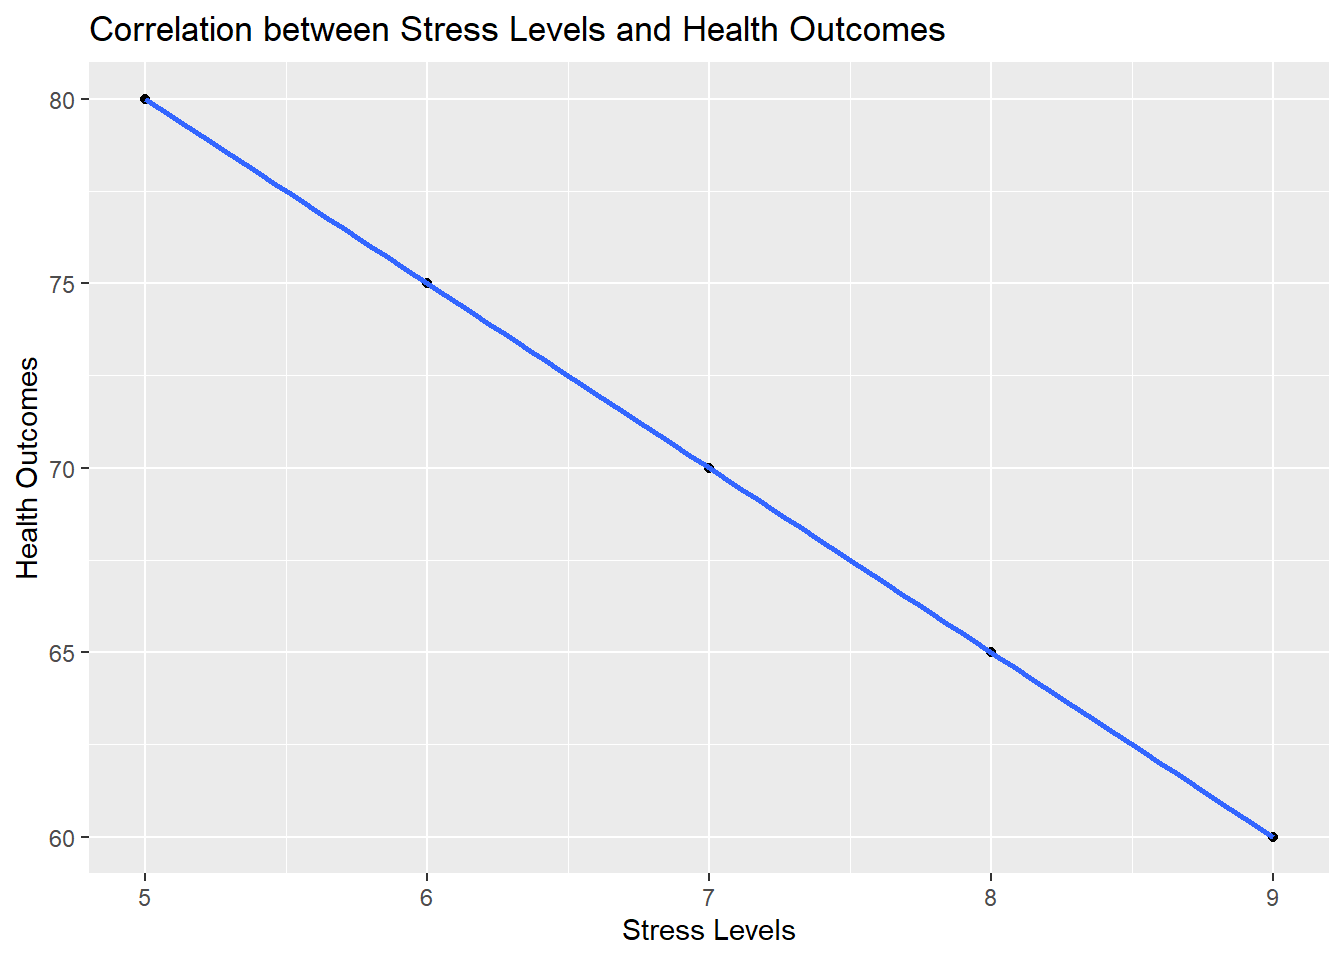 Correlation between Stress Levels and Health Outcomes
80
75
70
65
60
Health Outcomes
5 6 7 8 9
Stress Levels